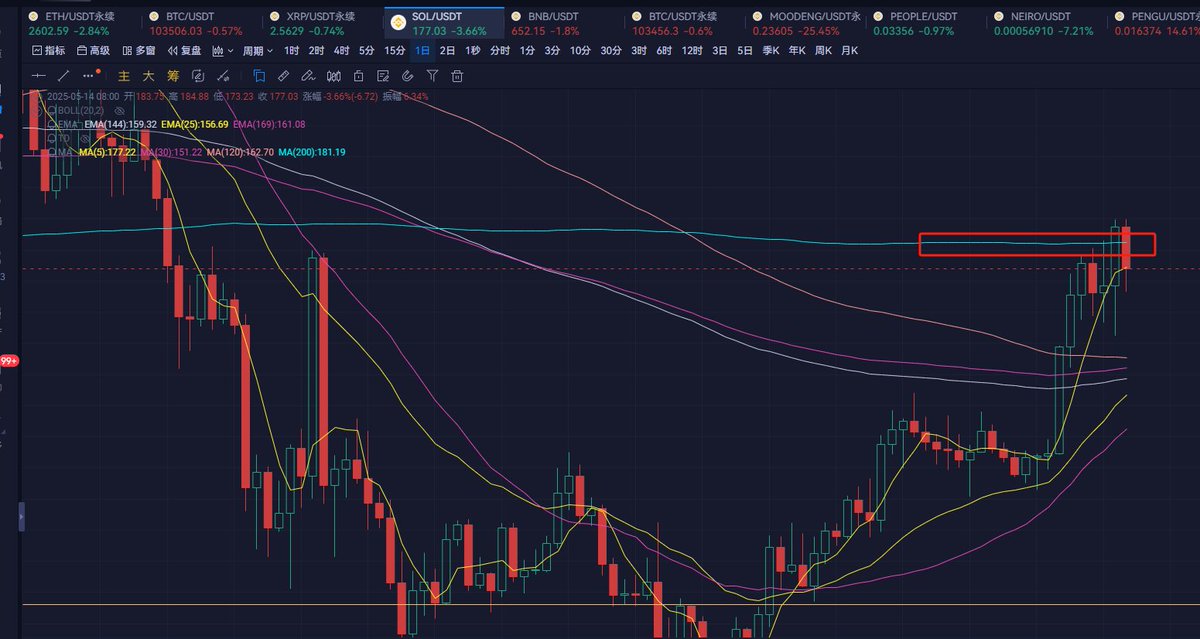 ETH/USDT永续 BTC/USDT XRP/USDT永续 SOL/USDT BNB/USDT BTC/USDT永续 MOODENG/USDT永 PEOPLE/USDT NEIRO/USDT PENGU/USDT
2602.59 -2.84% 103506.03 -0.57% 2.5629 -0.74% 177.03 -3.66% 652.15 -1.8% 103456.3 -0.6% 0.23605 -25.45% 0.03356 -0.97% 0.00056910 -7.21% 0.016374 14.61%
指标 高级 多窗 复盘 周期 1时 2时 4时 5分 15分 1日 2日 1秒 分时 1分 3分 10分 30分 3时 6时 12时 3日 5日 季K 年K 周K 月K
主 大 筹
2025-05-14 08:00 开183.75 高 184.88 低173.23 收 177.03 涨幅 -3.66%(-6.72) 振幅6.34%
BOLL(20,2)
EMA EMA(144):159.32 EMA(25):156.69 EMA(169):161.08
TD
MA MA(5):177.22 MA(30):151.22 MA(120):162.70 MA(200):181.19
99+